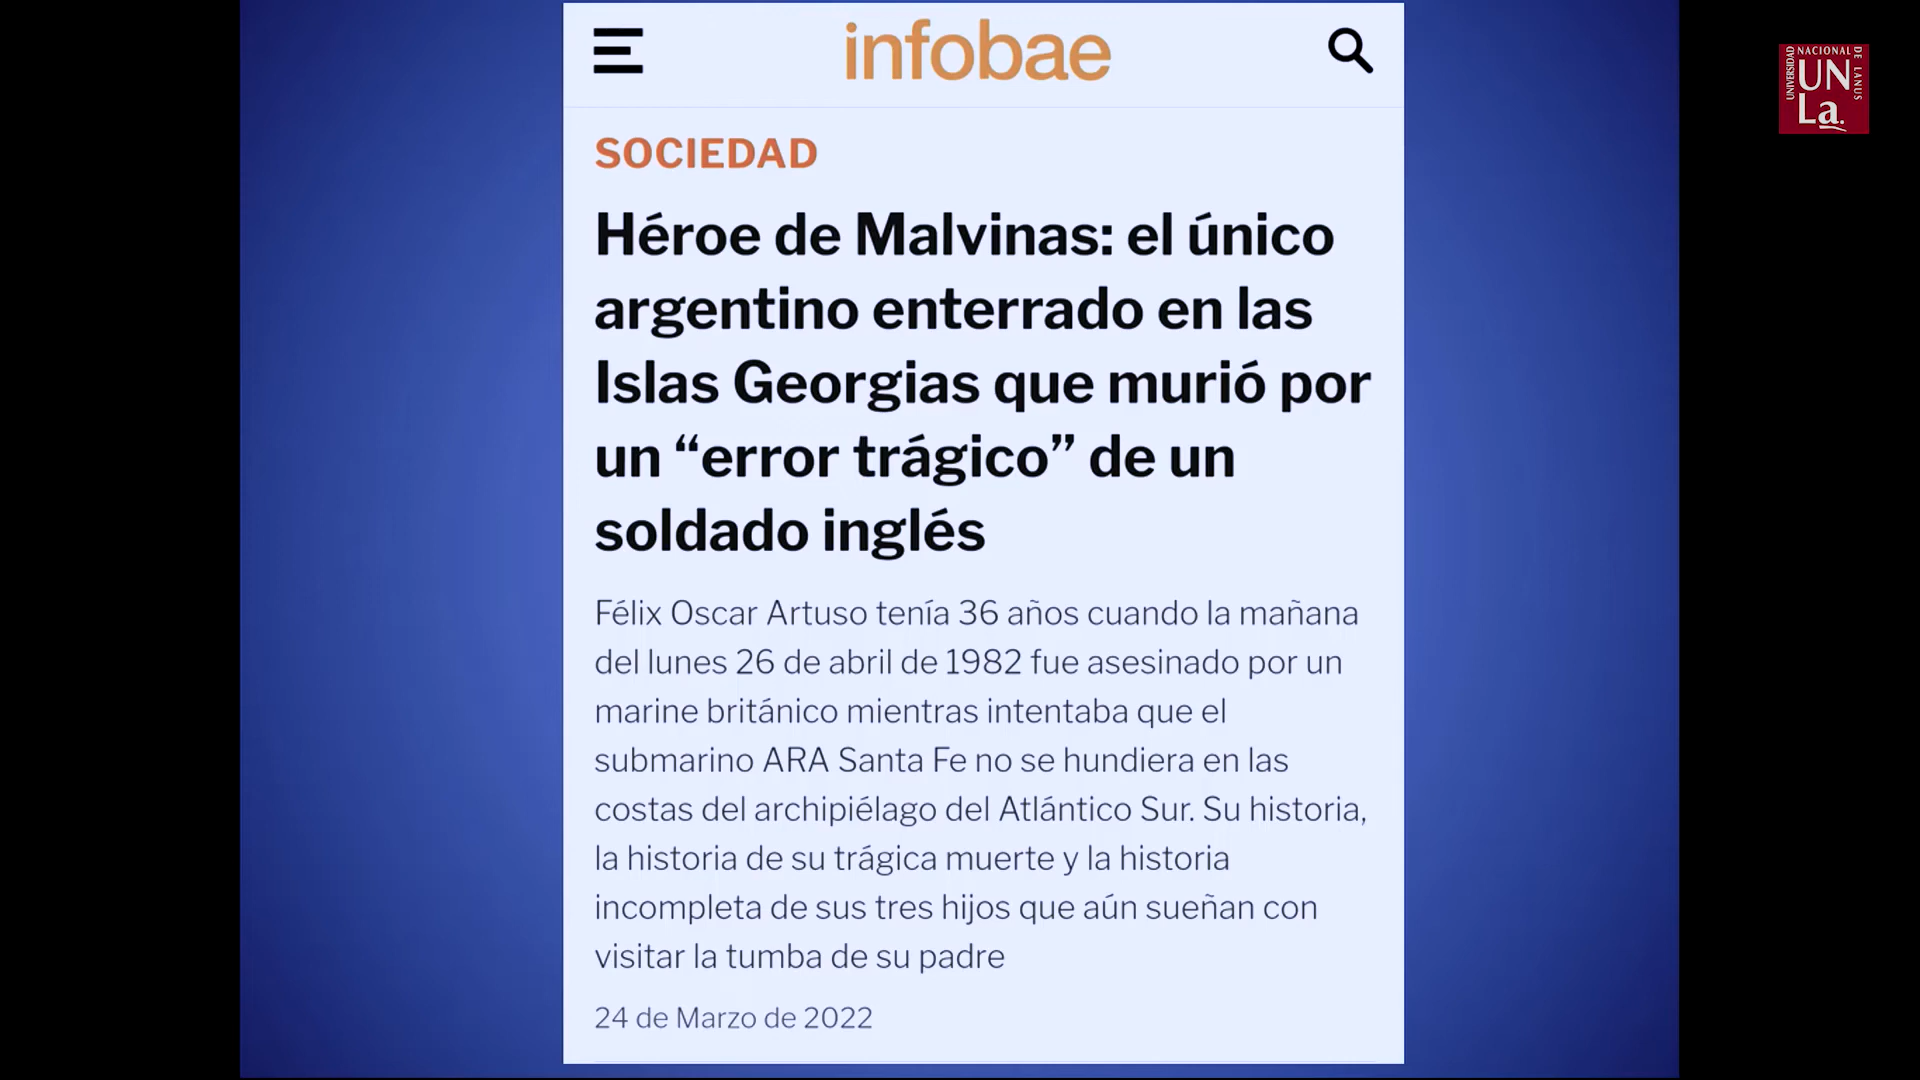 infobae
SOCIEDAD
Héroe de Malvinas: el único
argentino enterrado en las
Islas Georgias que murió por
un “error trágico” de un
soldado inglés
Félix Oscar Artuso tenía 36 años cuando la mañana
del lunes 26 de abril de 1982 fue asesinado por un
marine británico mientras intentaba que el
submarino ARA Santa Fe no se hundiera en las
costas del archipiélago del Atlántico Sur. Su historia,
la historia de su trágica muerte y la historia
incompleta de sus tres hijos que aún sueñan con
visitar la tumba de su padre
24 de Marzo de 2022
UNIVERSIDAD
NACIONAL
DE LANUS
UN
La.